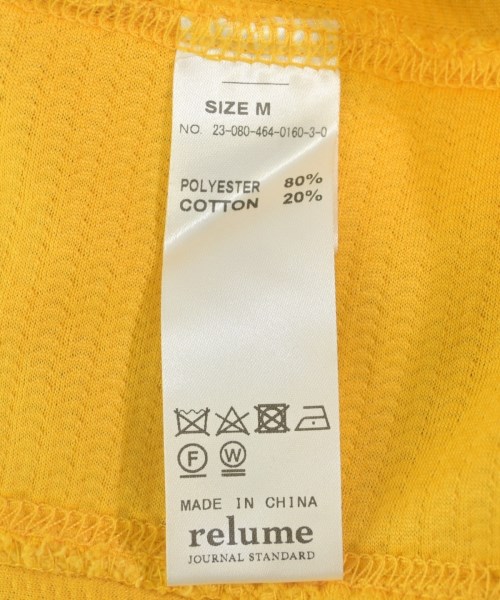 SIZE M
NO. 23-080-464-0160-3-0
POLYESTER 80%
COTTON 20%
F W
MADE IN CHINA
relume
JOURNAL STANDARD